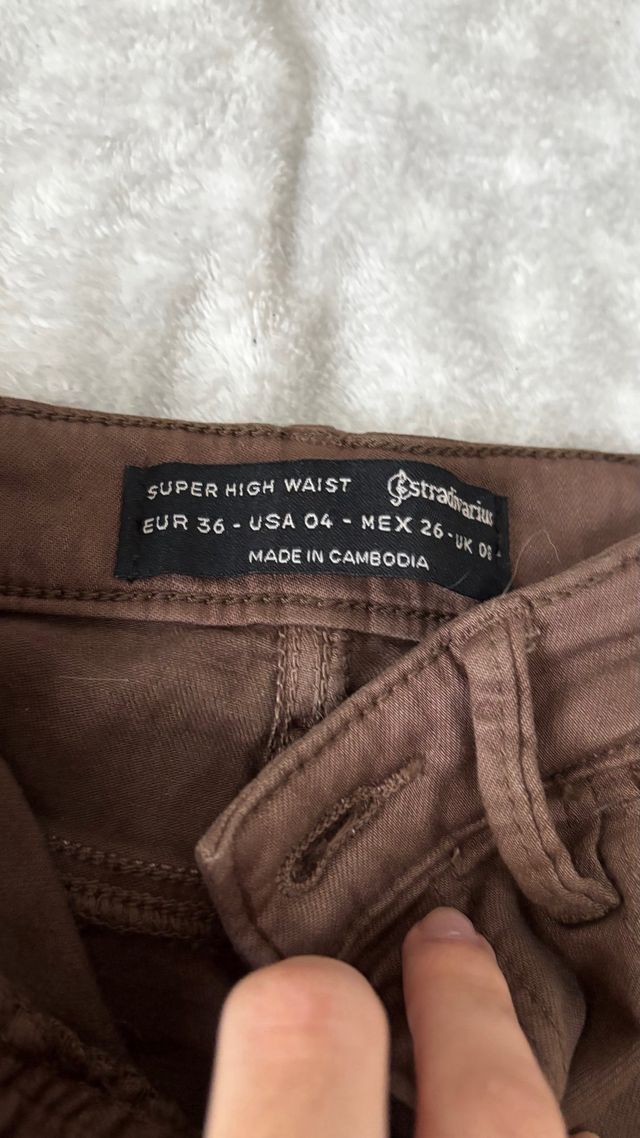 SUPER HIGH WAIST Stradivarius
EUR 36 - USA 04 - MEX 26 - UK 08
MADE IN CAMBODIA